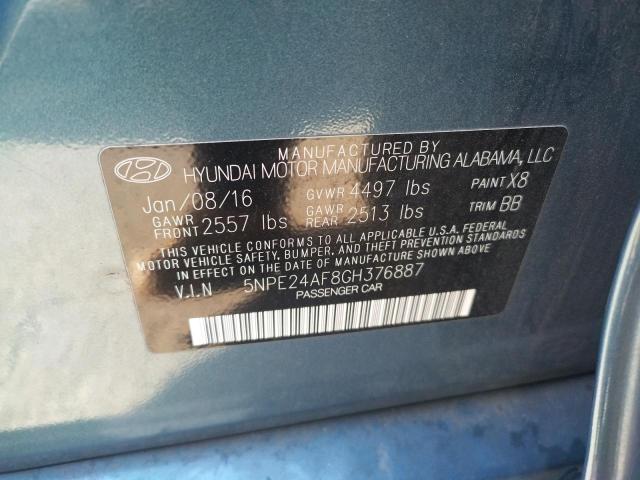 MANUFACTURED BY
HYUNDAI MOTOR MANUFACTURING ALABAMA, LLC
Jan/08/16 GVWR 4497 lbs PAINT X8
GAWR FRONT 2557 lbs GAWR REAR 2513 lbs TRIM BB
THIS VEHICLE CONFORMS TO ALL APPLICABLE U.S.A. FEDERAL
MOTOR VEHICLE SAFETY, BUMPER, AND THEFT PREVENTION STANDARDS
IN EFFECT ON THE DATE OF MANUFACTURE SHOWN ABOVE
V.I.N 5NPE24AF8GH376887
PASSENGER CAR